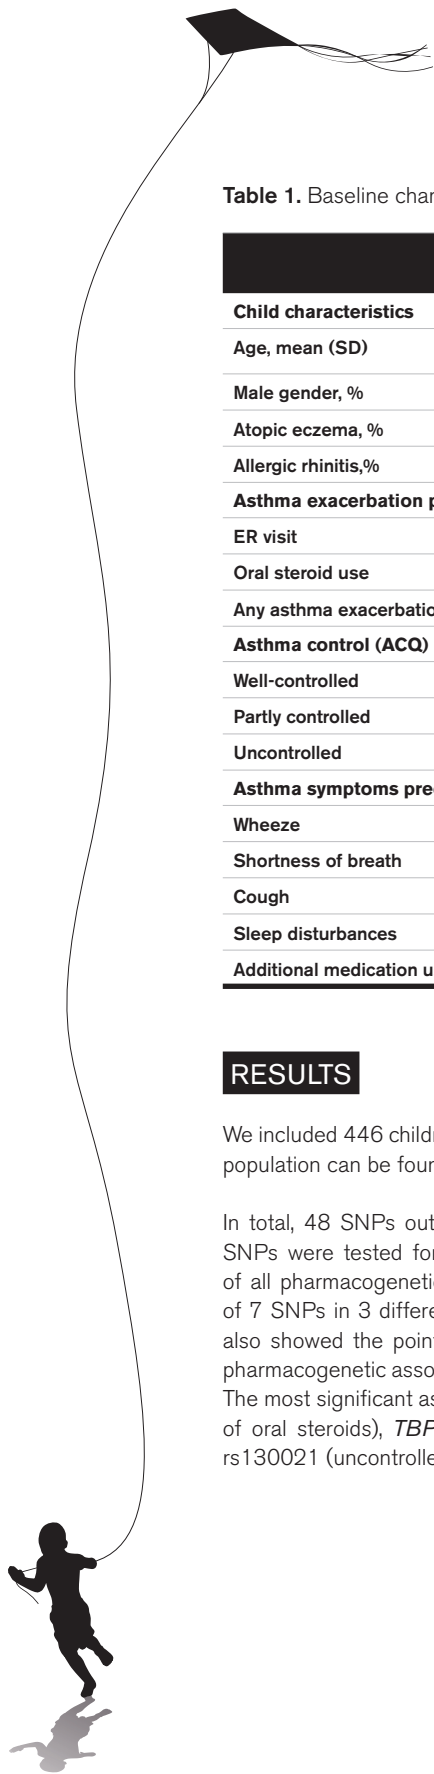 Table 1. Baseline char
Child characteristics
Age, mean (SD)
Male gender, %
Atopic eczema, %
Allergic rhinitis,%
Asthma exacerbation p
ER visit
Oral steroid use
Any asthma exacerbatio
Asthma control (ACQ)
Well-controlled
Partly controlled
Uncontrolled
Asthma symptoms pre
Wheeze
Shortness of breath
Cough
Sleep disturbances
Additional medication u
RESULTS
We included 446 childr
population can be foun
In total, 48 SNPs out
SNPs were tested for
of all pharmacogenetic
of 7 SNPs in 3 differe
also showed the poin
pharmacogenetic asso
The most significant as
of oral steroids), TBP
rs130021 (uncontrolle